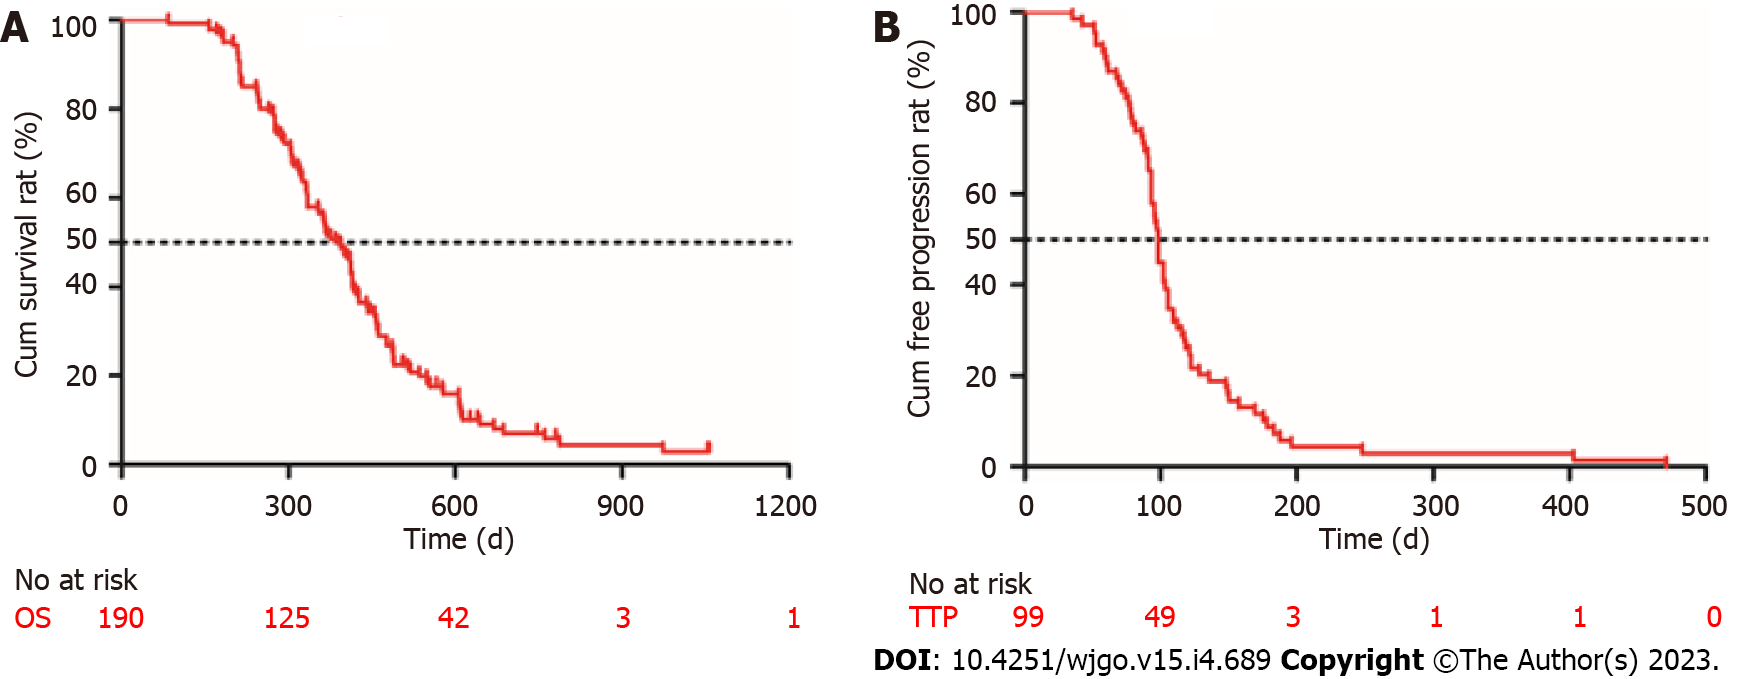 A
Cum survival rat (%)
100
80
60
50
40
20
0
0 300 600 900 1200
Time (d)
No at risk
OS 190 125 42 3 1
B
Cum free progression rat (%)
100
80
60
50
40
20
0
0 100 200 300 400 500
Time (d)
No at risk
TTP 99 49 3 1 1 0
DOI: 10.4251/wjgo.v15.i4.689 Copyright ©The Author(s) 2023.